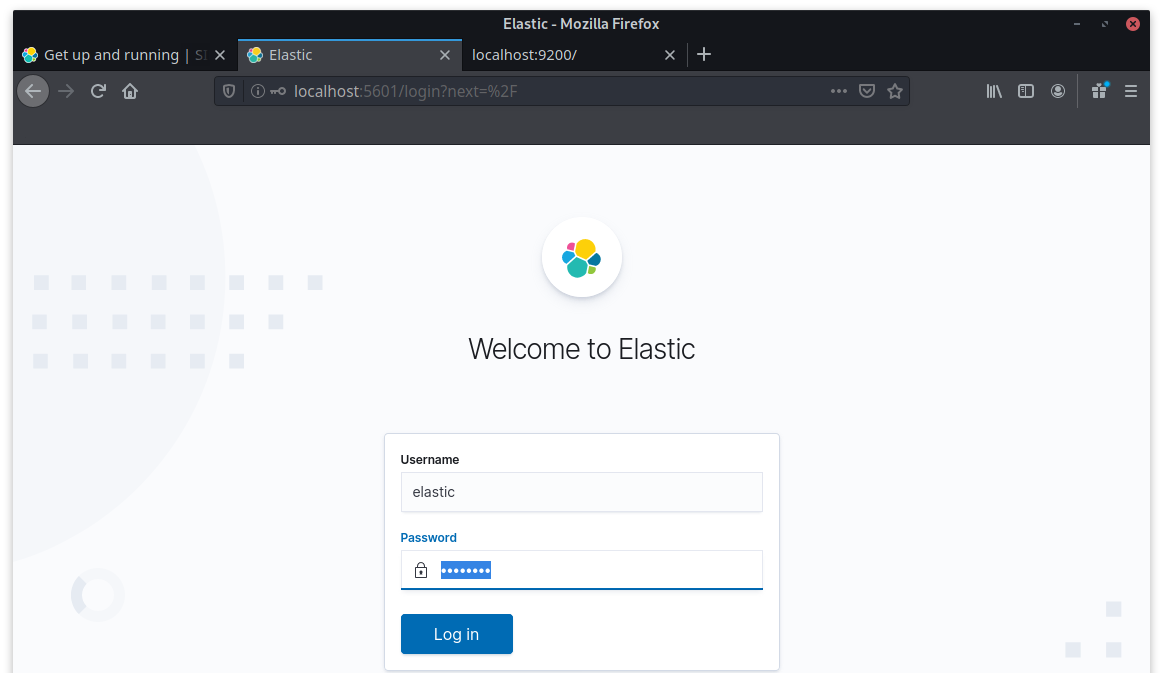 Elastic - Mozilla Firefox
Get up and running | SI
Elastic
localhost:9200/
localhost:5601/login?next=%2F
Welcome to Elastic
Username
elastic
Password
••••••••
Log in